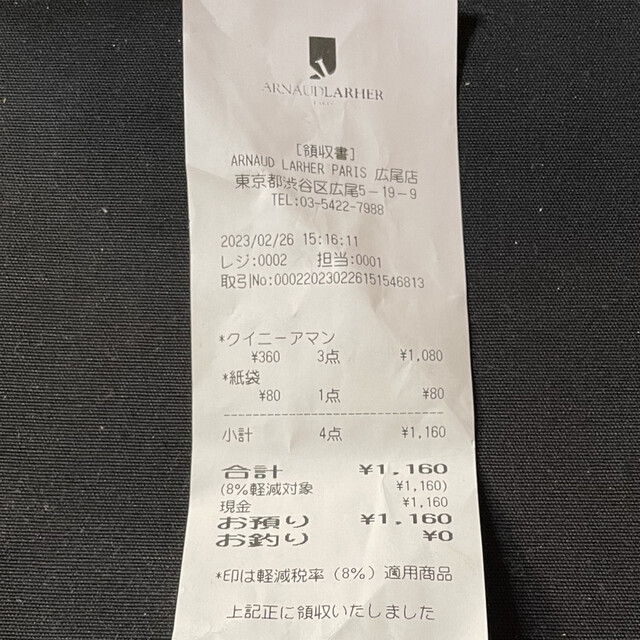 ARNAUDLARHER
PARIS
[領収書]
ARNAUD LARHER PARIS 広尾店
東京都渋谷区広尾5-19-9
TEL:03-5422-7988
2023/02/26 15:16:11
レジ:0002 担当:0001
取引No:000220230226151546813
*クイニーアマン
¥360 3点 ¥1,080
*紙袋
¥80 1点 ¥80
小計 4点 ¥1,160
合計 ¥1,160
(8%軽減対象 ¥1,160)
現金 ¥1,160
お預り ¥1,160
お釣り ¥0
*印は軽減税率(8%)適用商品
上記正に領収いたしました